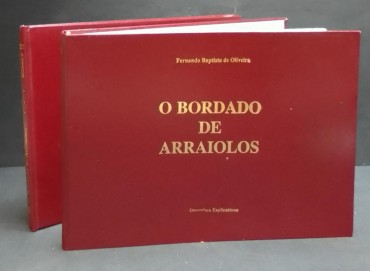 Fernando Baptista de Oliveira
O BORDADO
DE
ARRAIOLOS
Desenhos Explicativos